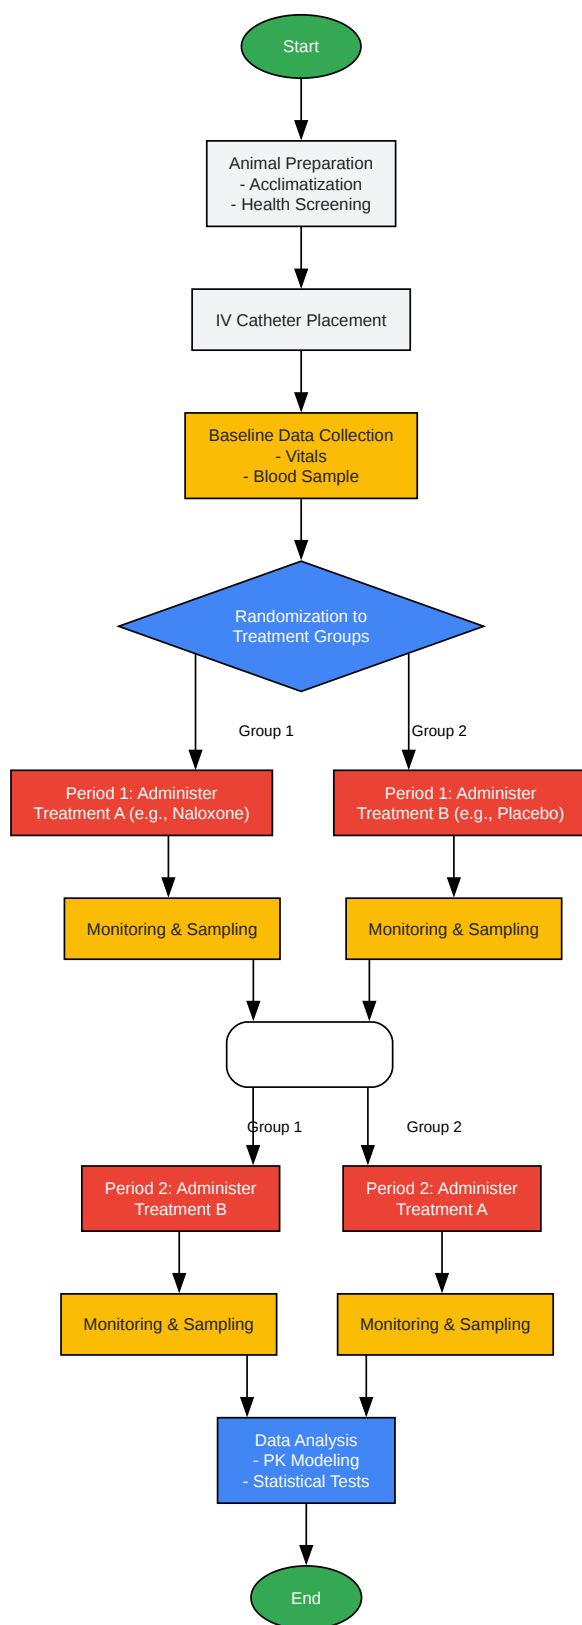 Start
Animal Preparation
- Acclimatization
- Health Screening
IV Catheter Placement
Baseline Data Collection
- Vitals
- Blood Sample
Randomization to
Treatment Groups
Group 1
Group 2
Period 1: Administer
Treatment A (e.g., Naloxone)
Period 1: Administer
Treatment B (e.g., Placebo)
Monitoring & Sampling
Monitoring & Sampling
Group 1
Group 2
Period 2: Administer
Treatment B
Period 2: Administer
Treatment A
Monitoring & Sampling
Monitoring & Sampling
Data Analysis
- PK Modeling
- Statistical Tests
End